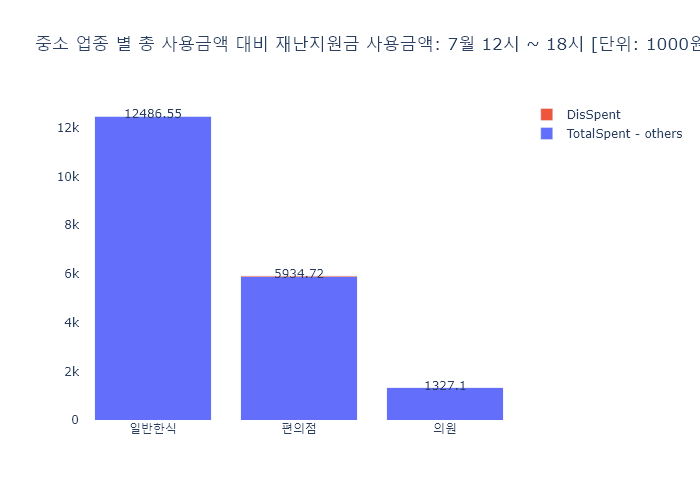 중소 업종 별 총 사용금액 대비 재난지원금 사용금액: 7월 12시 ~ 18시 [단위: 1000원
DisSpent
TotalSpent - others
12486.55
5934.72
1327.1
12k
10k
8k
6k
4k
2k
0
일반한식
편의점
의원